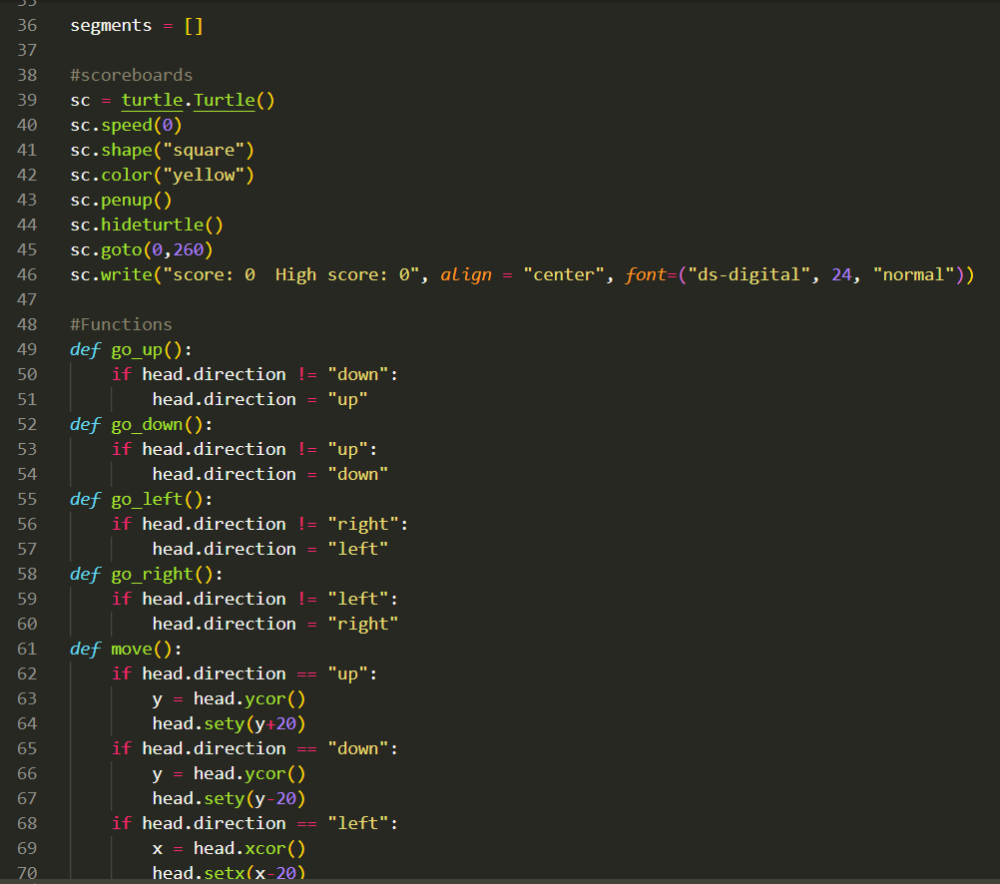 35
36 segments = []
37
38 #scoreboards
39 sc = turtle.Turtle()
40 sc.speed(0)
41 sc.shape("square")
42 sc.color("yellow")
43 sc.penup()
44 sc.hideturtle()
45 sc.goto(0,260)
46 sc.write("score: 0  High score: 0", align = "center", font=("ds-digital", 24, "normal"))
47
48 #Functions
49 def go_up():
50     if head.direction != "down":
51         head.direction = "up"
52 def go_down():
53     if head.direction != "up":
54         head.direction = "down"
55 def go_left():
56     if head.direction != "right":
57         head.direction = "left"
58 def go_right():
59     if head.direction != "left":
60         head.direction = "right"
61 def move():
62     if head.direction == "up":
63         y = head.ycor()
64         head.sety(y+20)
65     if head.direction == "down":
66         y = head.ycor()
67         head.sety(y-20)
68     if head.direction == "left":
69         x = head.xcor()
70         head.setx(x-20)